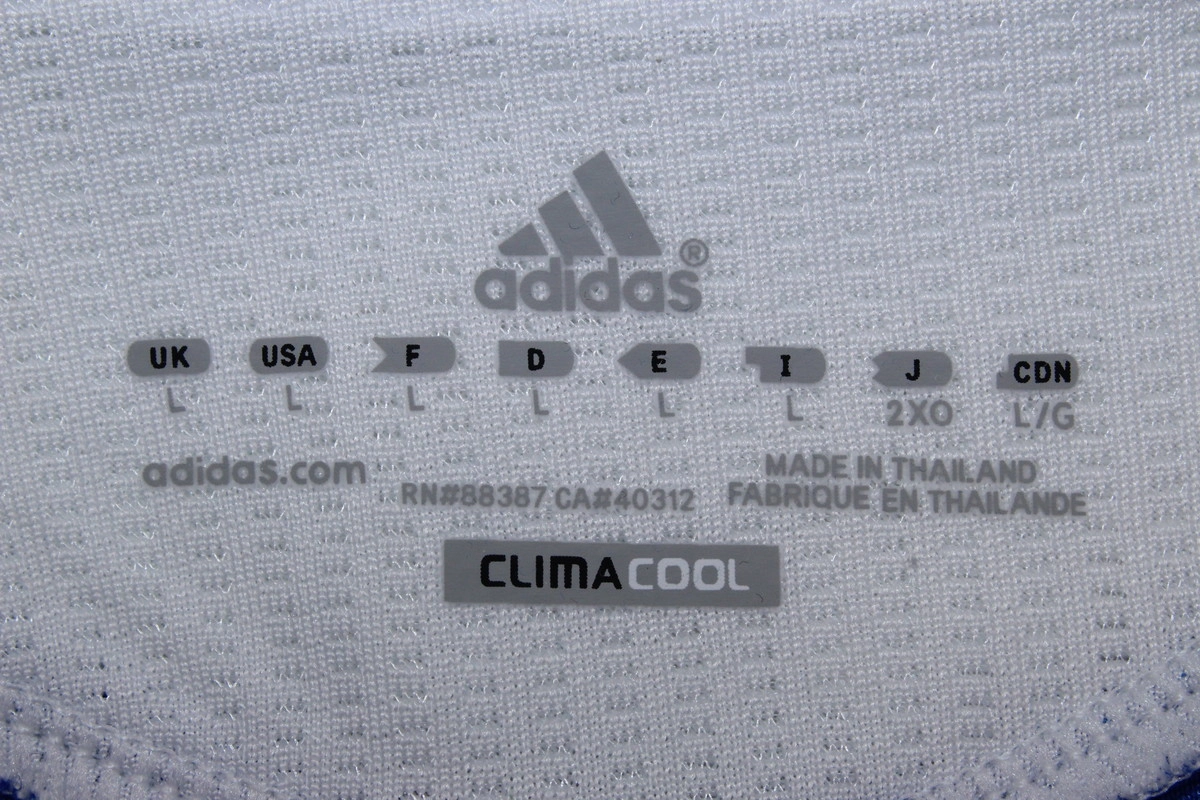 adidas®
UK USA F D E I J CDN
L L L L L L 2XO L/G
adidas.com
RN#88387 CA#40312
MADE IN THAILAND
FABRIQUE EN THAILANDE
CLIMACOOL